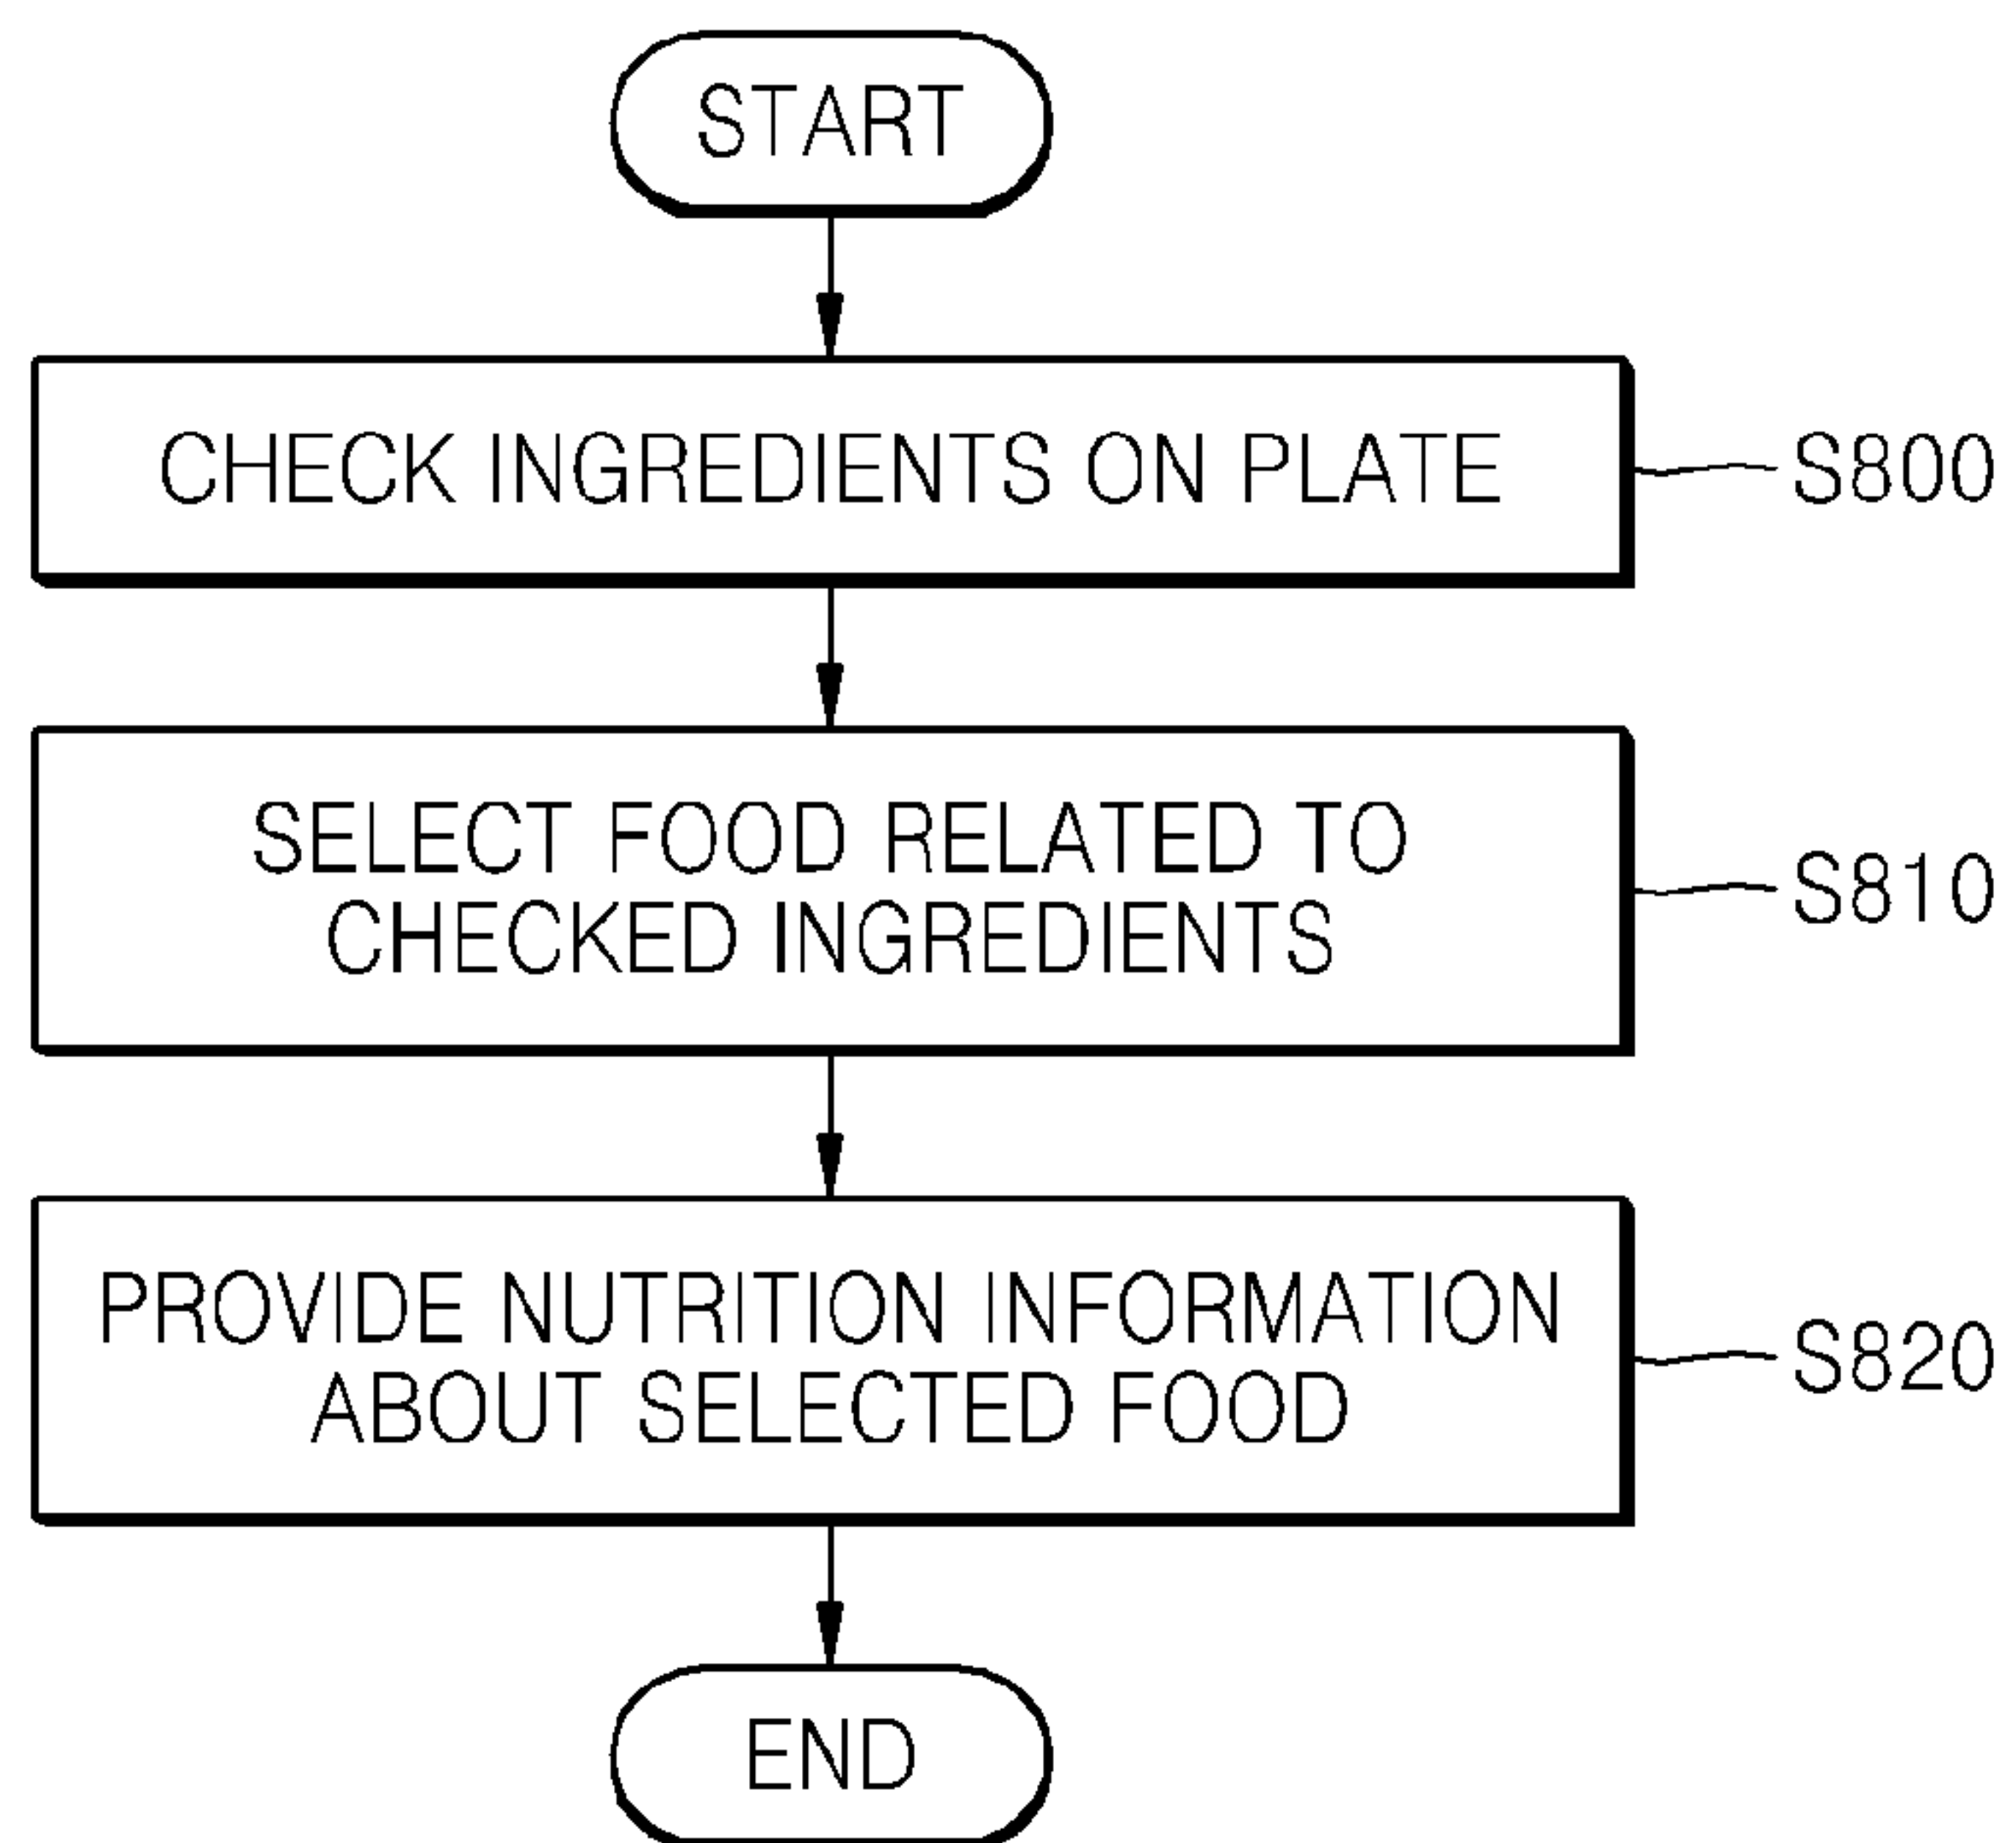 START
CHECK INGREDIENTS ON PLATE
S800
SELECT FOOD RELATED TO
CHECKED INGREDIENTS
S810
PROVIDE NUTRITION INFORMATION
ABOUT SELECTED FOOD
S820
END